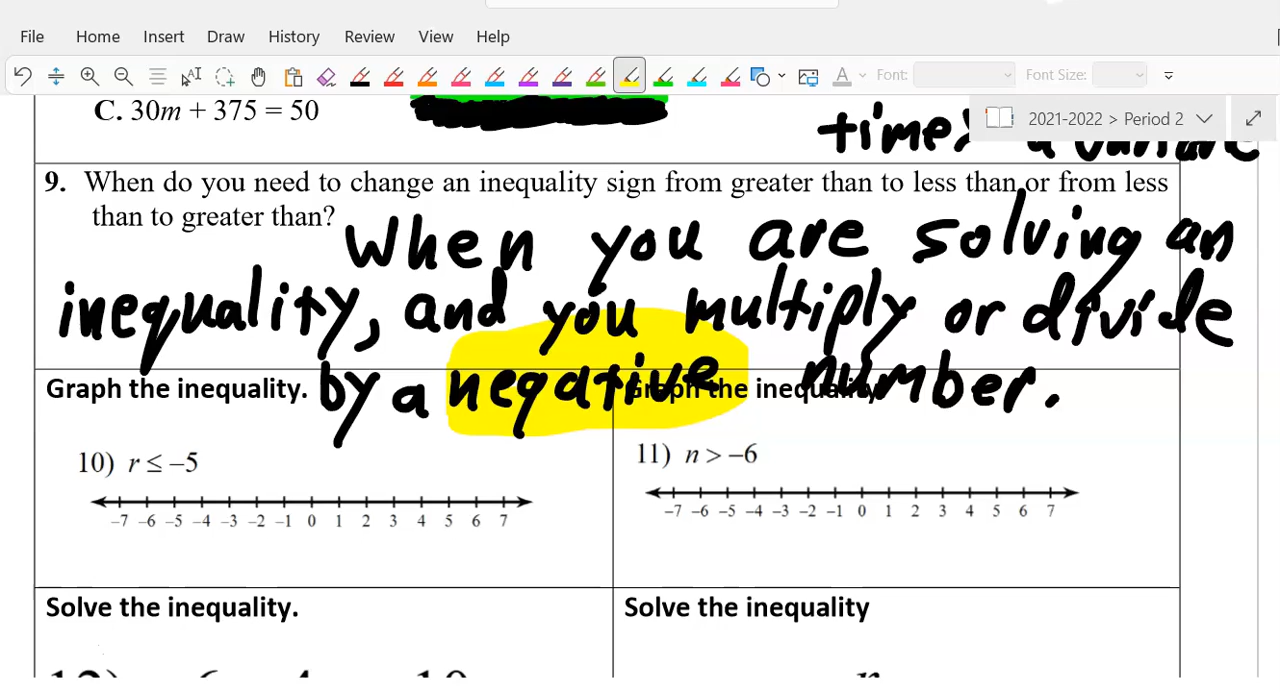 File Home Insert Draw History Review View Help
Font: Font Size:
2021-2022 > Period 2
C. 30m + 375 = 50
times a
9. When do you need to change an inequality sign from greater than to less than or from less
than to greater than?
When you are solving an
inequality, and you multiply or divide
by a negative number.
Graph the inequality.
10) r ≤ –5
–7 –6 –5 –4 –3 –2 –1 0 1 2 3 4 5 6 7
Graph the inequality
11) n > –6
–7 –6 –5 –4 –3 –2 –1 0 1 2 3 4 5 6 7
Solve the inequality.
Solve the inequality